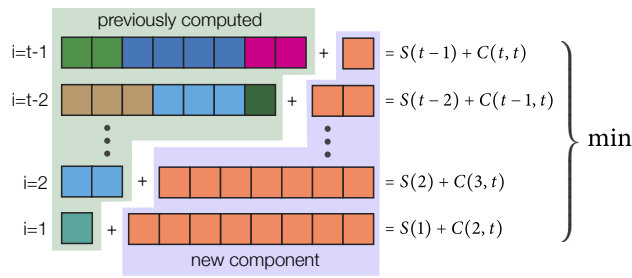 previously computed
i=t-1 + = S(t − 1) + C(t, t)
i=t-2 + = S(t − 2) + C(t−1, t)
min
i=2 + = S(2) + C(3, t)
i=1 + = S(1) + C(2, t)
new component